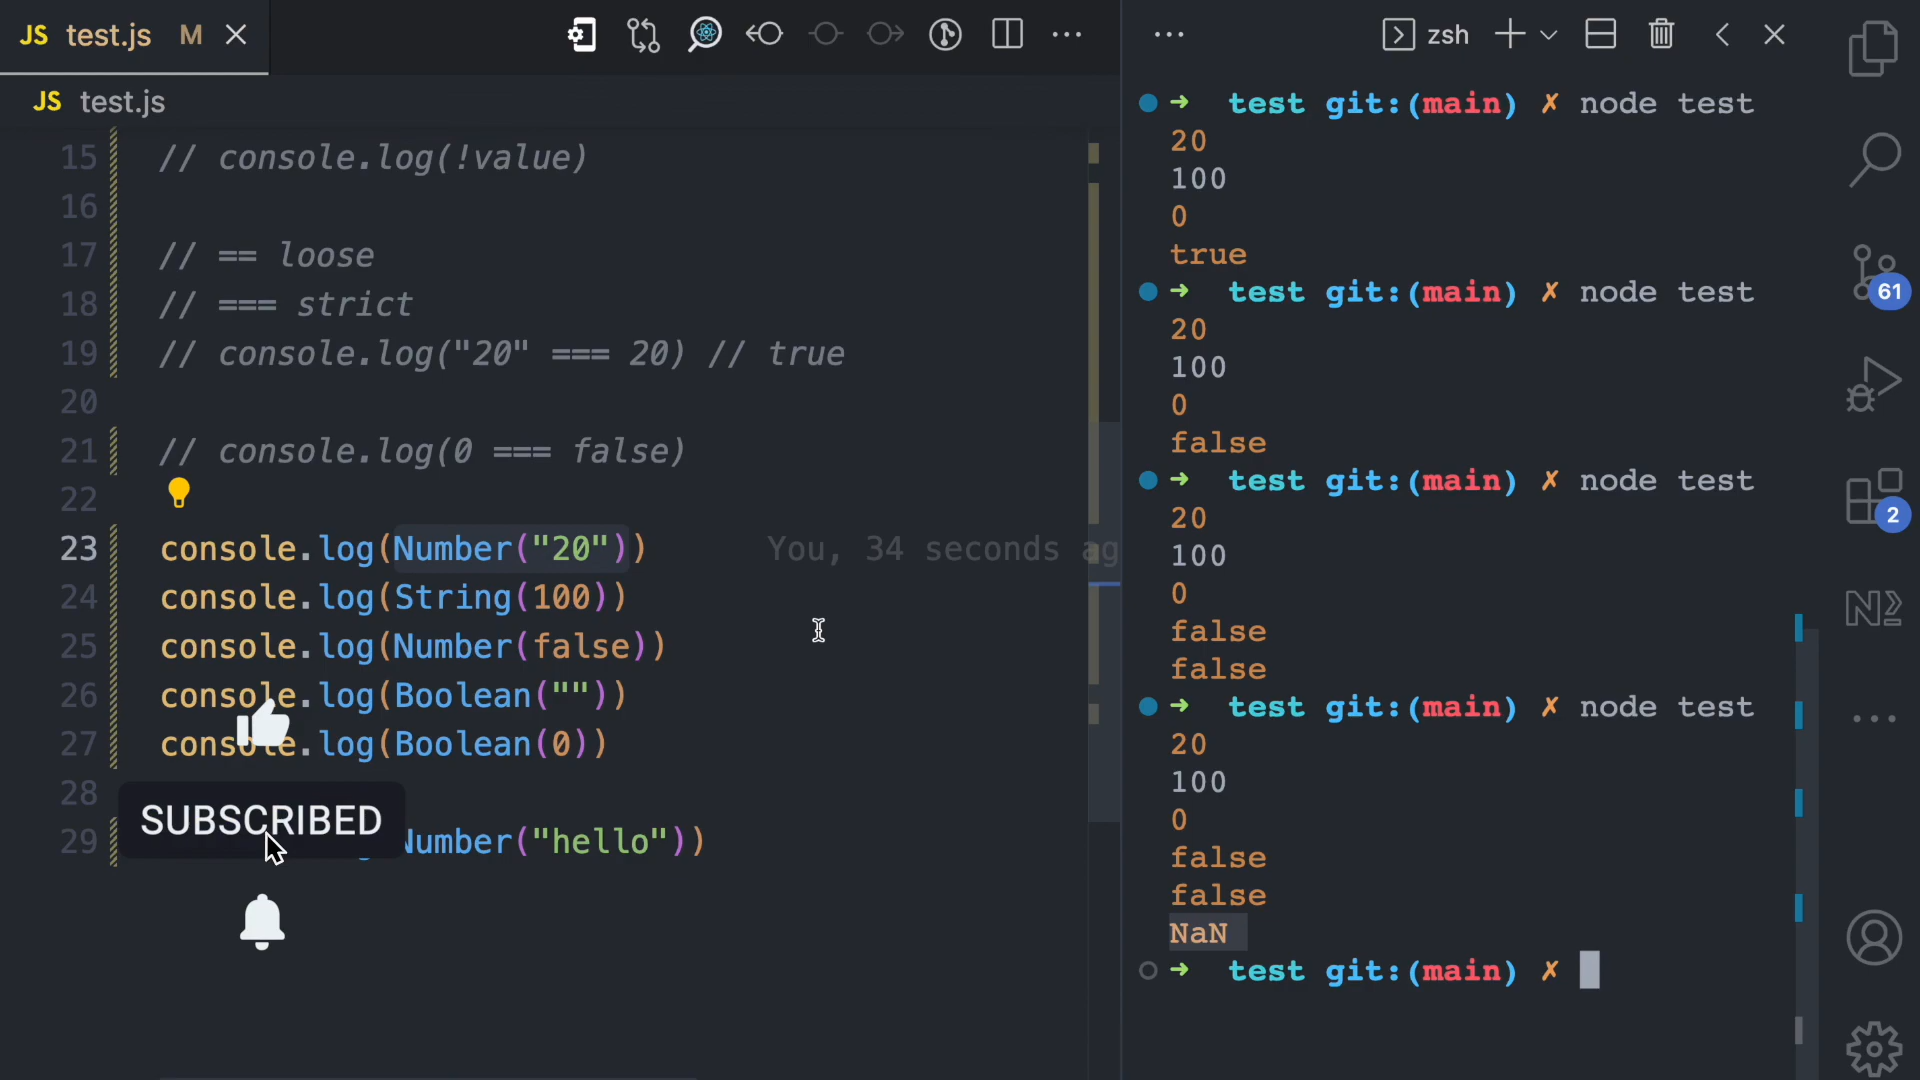 JS test.js M
JS test.js
15 // console.log(!value)
16
17 // == loose
18 // === strict
19 // console.log("20" === 20) // true
20
21 // console.log(0 === false)
22
23 console.log(Number("20")) You, 34 seconds ag
24 console.log(String(100))
25 console.log(Number(false))
26 console.log(Boolean(""))
27 console.log(Boolean(0))
28
SUBSCRIBED
29 Number("hello"))
zsh
➜ test git:(main) ✗ node test
20
100
0
true
➜ test git:(main) ✗ node test
20
100
0
false
➜ test git:(main) ✗ node test
20
100
0
false
false
➜ test git:(main) ✗ node test
20
100
0
false
false
NaN
➜ test git:(main) ✗
61
2